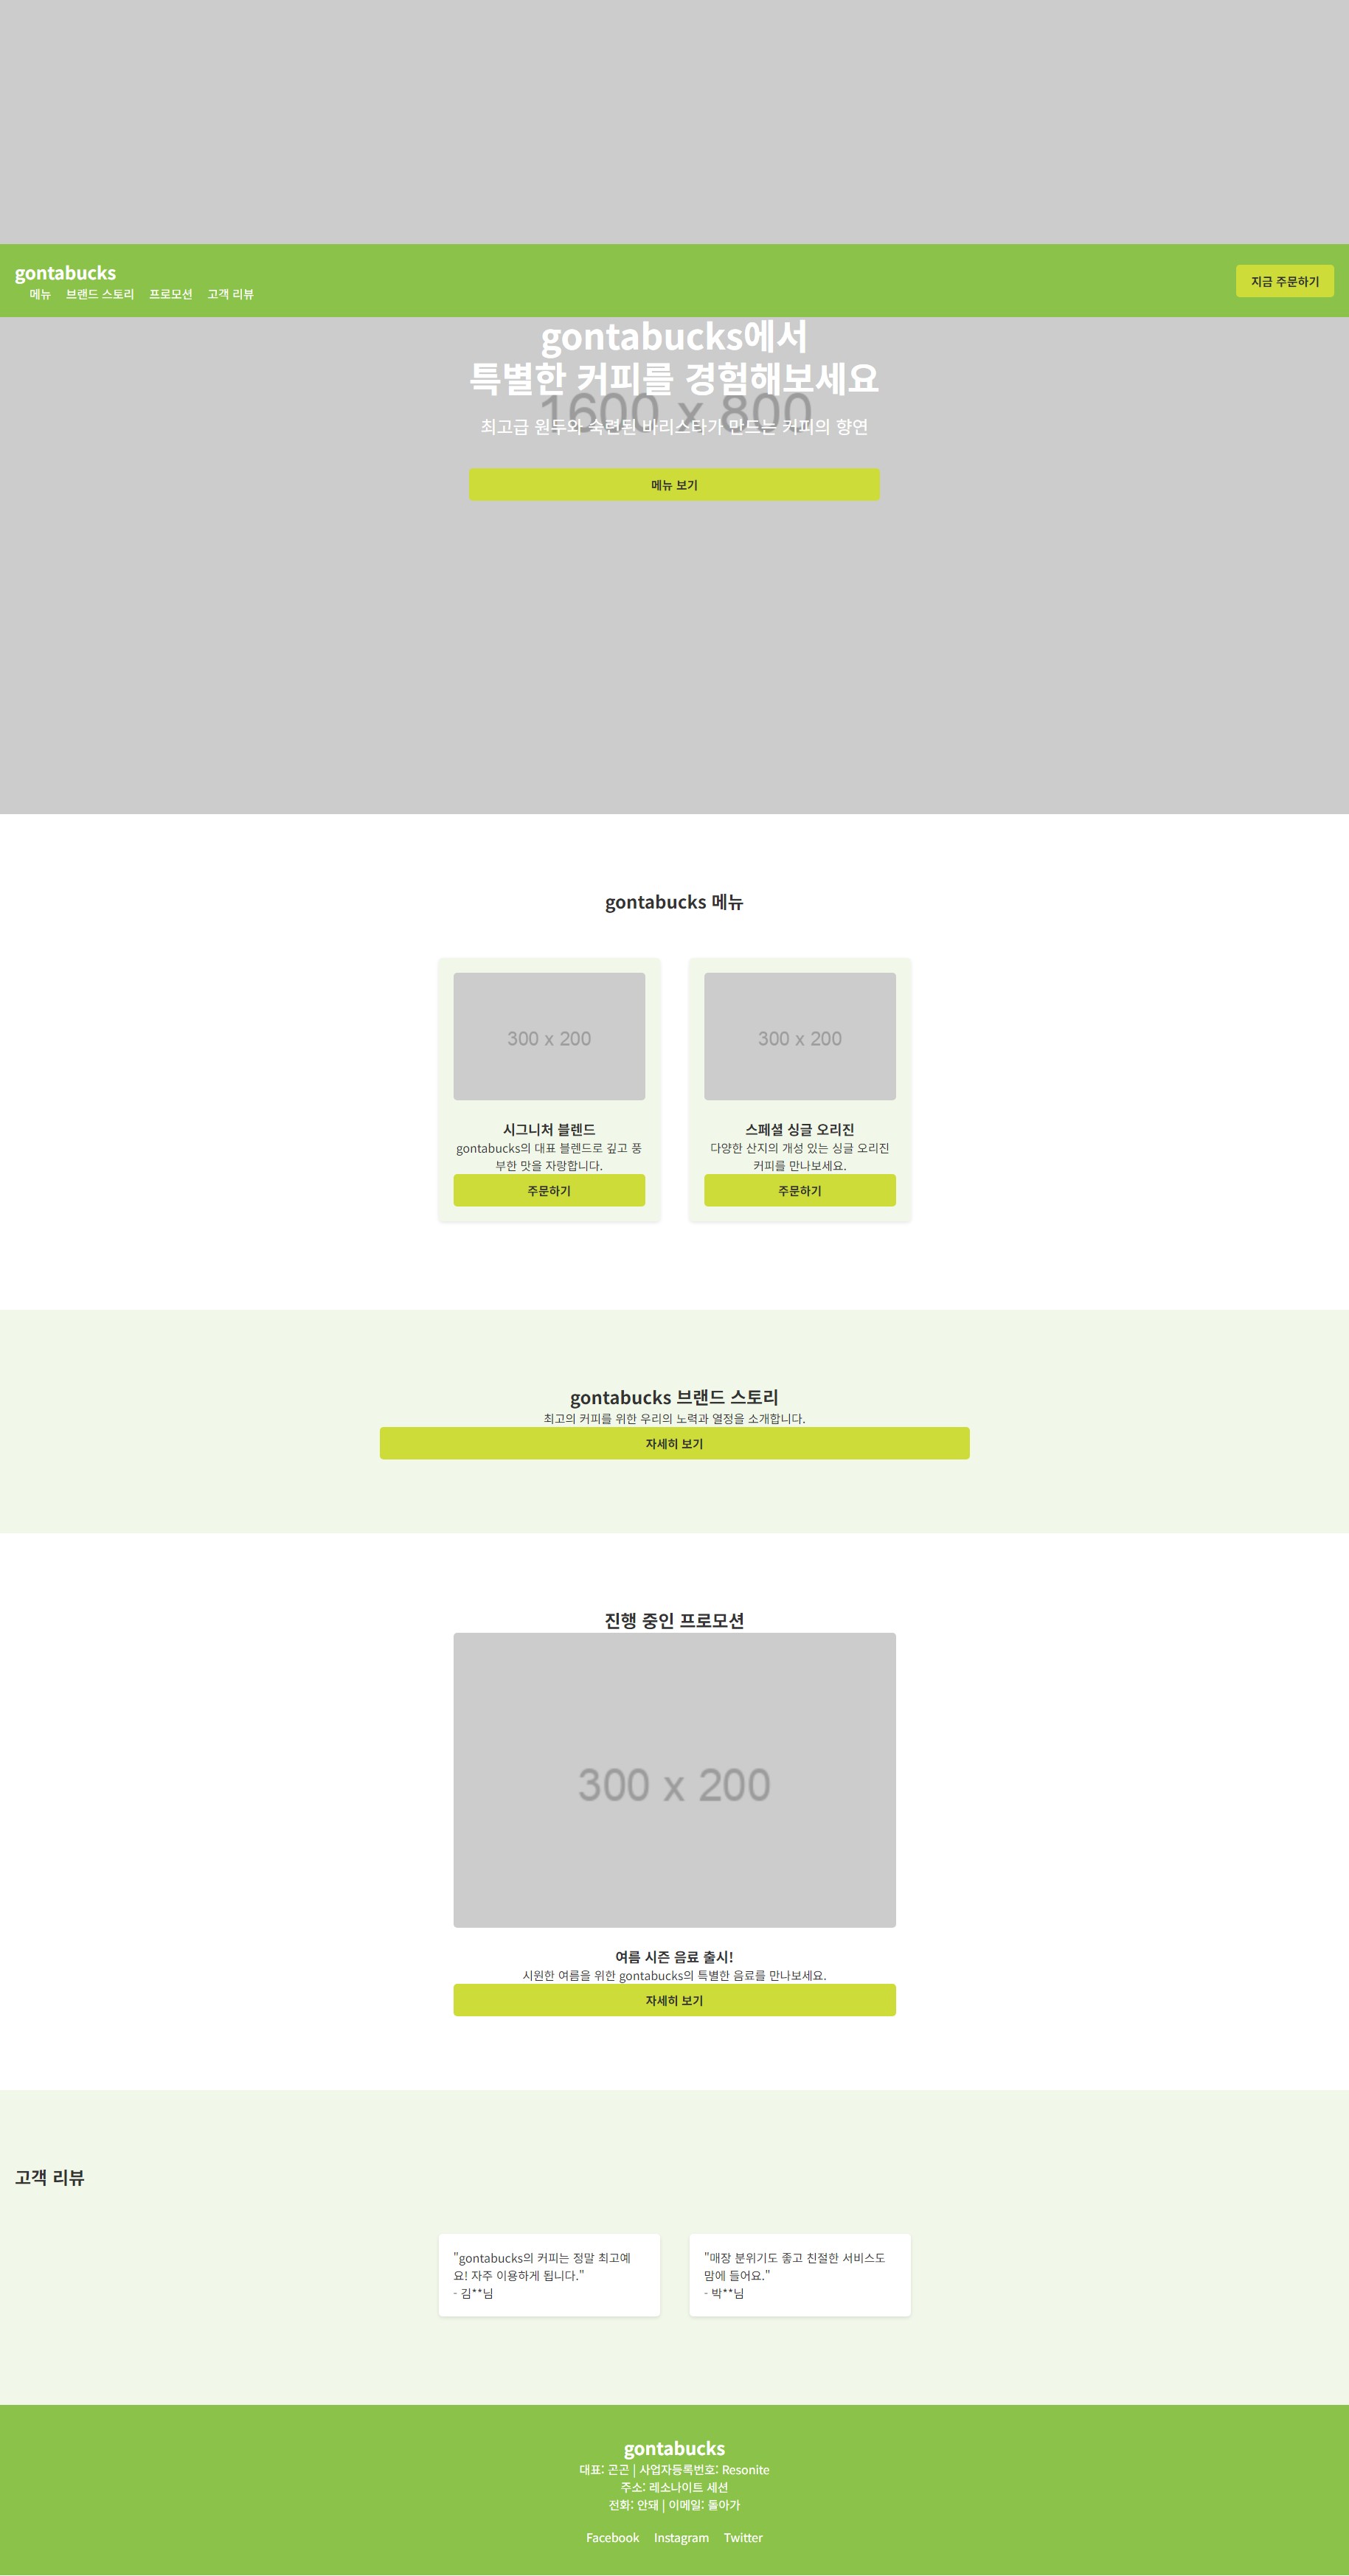 gontabucks
메뉴 브랜드 스토리 프로모션 고객 리뷰
지금 주문하기
gontabucks에서
특별한 커피를 경험해보세요
1600 x 800
최고급 원두와 숙련된 바리스타가 만드는 커피의 향연
메뉴 보기
gontabucks 메뉴
300 x 200
시그니처 블렌드
gontabucks의 대표 블렌드로 깊고 풍
부한 맛을 자랑합니다.
주문하기
300 x 200
스페셜 싱글 오리진
다양한 산지의 개성 있는 싱글 오리진
커피를 만나보세요.
주문하기
gontabucks 브랜드 스토리
최고의 커피를 위한 우리의 노력과 열정을 소개합니다.
자세히 보기
진행 중인 프로모션
300 x 200
여름 시즌 음료 출시!
시원한 여름을 위한 gontabucks의 특별한 음료를 만나보세요.
자세히 보기
고객 리뷰
"gontabucks의 커피는 정말 최고예
요! 자주 이용하게 됩니다."
- 김**님
"매장 분위기도 좋고 친절한 서비스도
맘에 들어요."
- 박**님
gontabucks
대표: 곤곤 | 사업자등록번호: Resonite
주소: 레소나이트 세션
전화: 안돼 | 이메일: 돌아가
Facebook Instagram Twitter